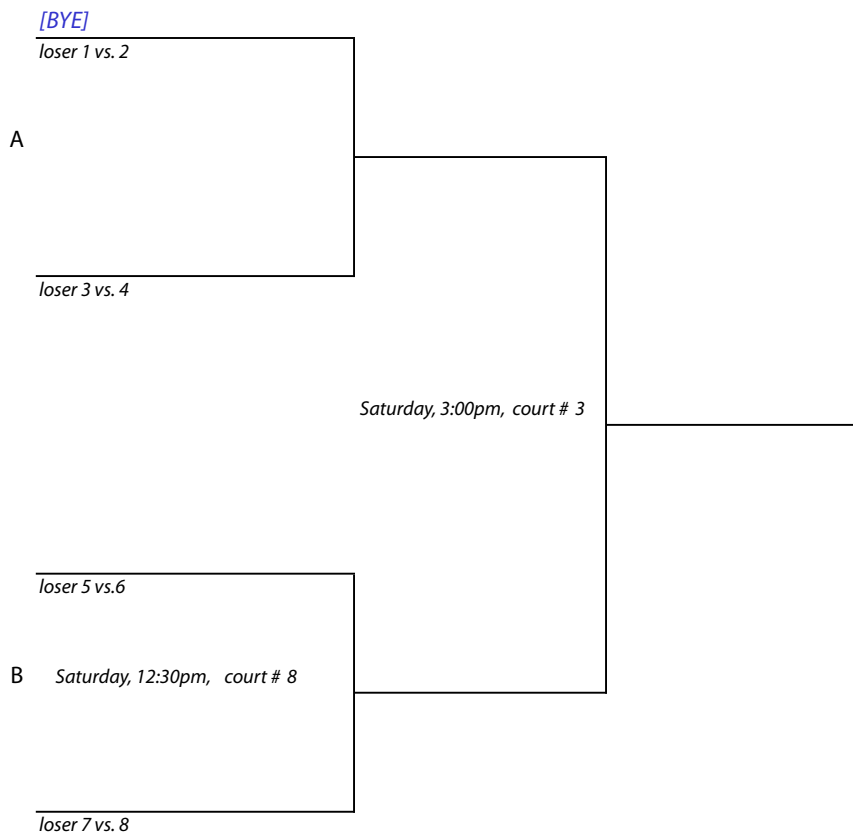 [BYE]
loser 1 vs. 2
A
loser 3 vs. 4
Saturday, 3:00pm, court # 3
loser 5 vs.6
B Saturday, 12:30pm, court # 8
loser 7 vs. 8